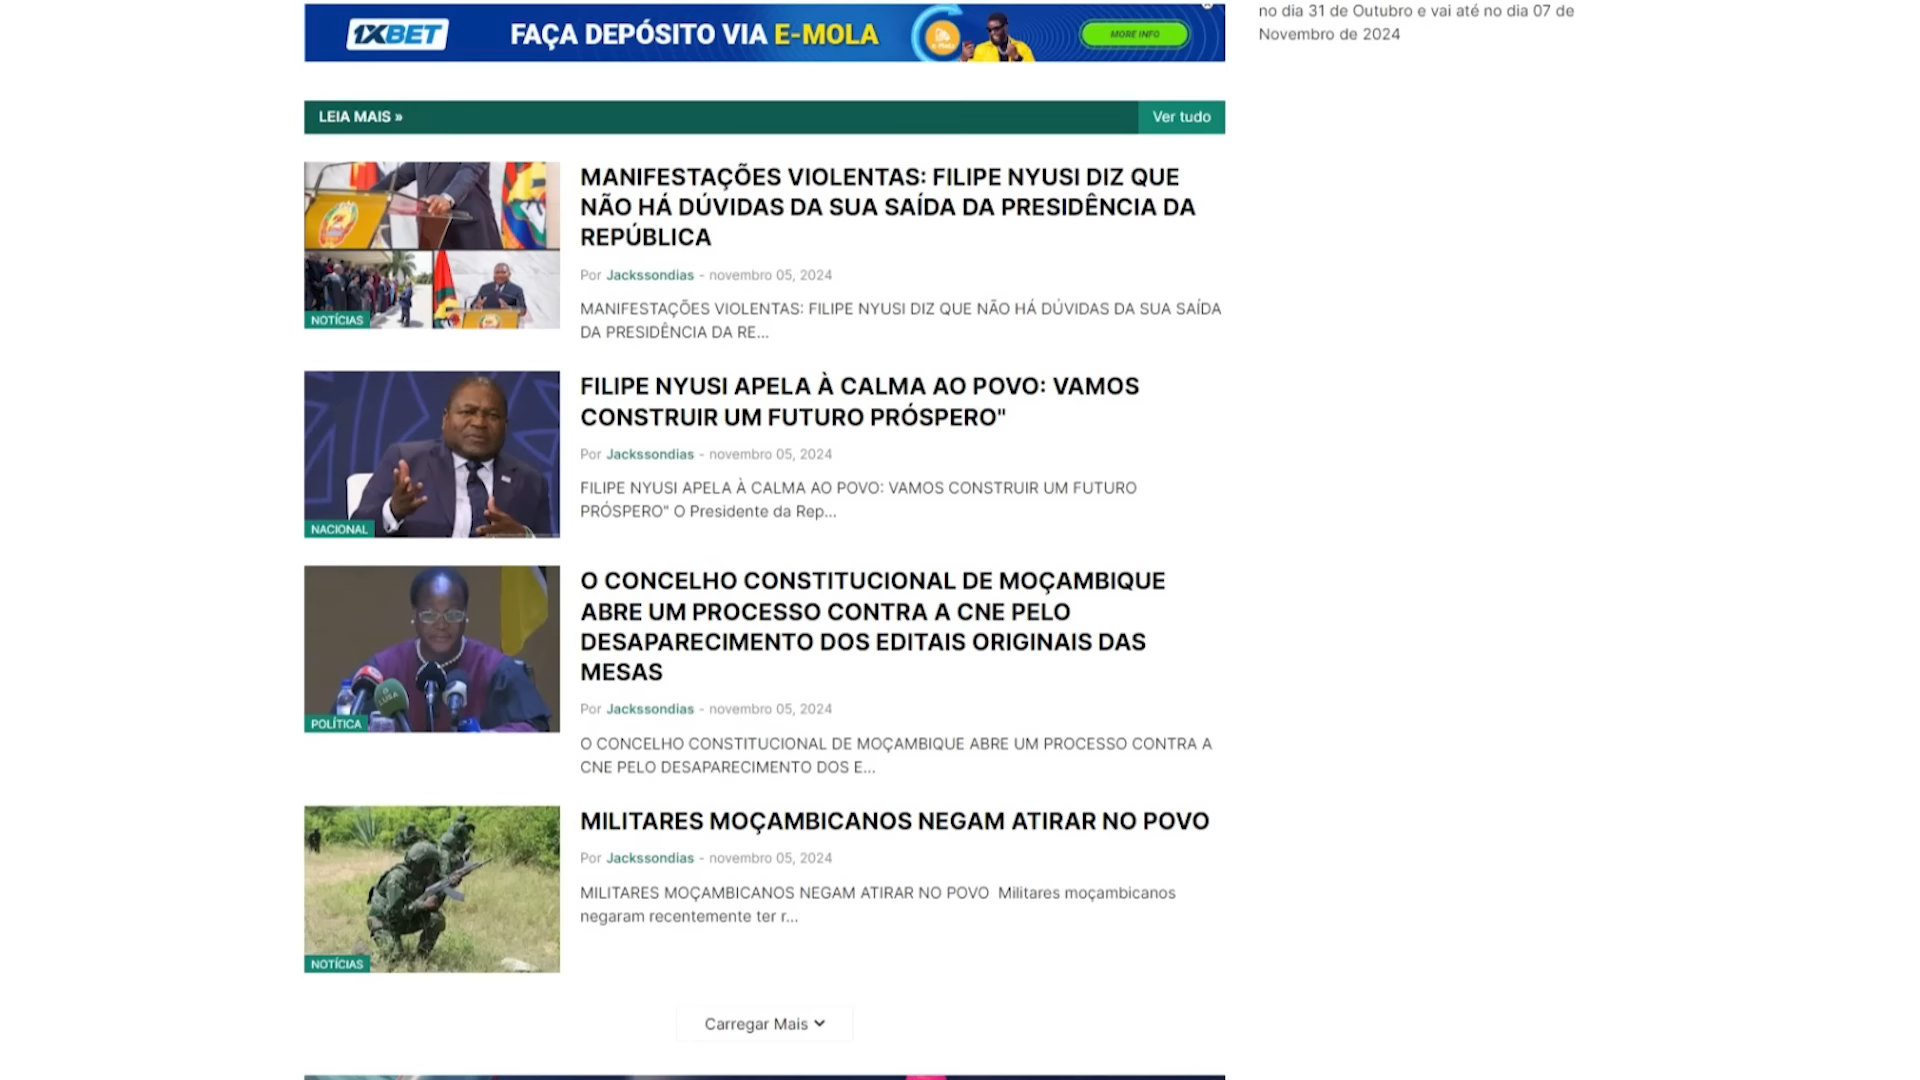 1XBET FAÇA DEPÓSITO VIA E-MOLA MORE INFO
no dia 31 de Outubro e vai até no dia 07 de
Novembro de 2024
LEIA MAIS »
Ver tudo
MANIFESTAÇÕES VIOLENTAS: FILIPE NYUSI DIZ QUE
NÃO HÁ DÚVIDAS DA SUA SAÍDA DA PRESIDÊNCIA DA
REPÚBLICA
Por Jackssondias - novembro 05, 2024
MANIFESTAÇÕES VIOLENTAS: FILIPE NYUSI DIZ QUE NÃO HÁ DÚVIDAS DA SUA SAÍDA
DA PRESIDÊNCIA DA RE...
NOTÍCIAS
FILIPE NYUSI APELA À CALMA AO POVO: VAMOS
CONSTRUIR UM FUTURO PRÓSPERO"
Por Jackssondias - novembro 05, 2024
FILIPE NYUSI APELA À CALMA AO POVO: VAMOS CONSTRUIR UM FUTURO
PRÓSPERO" O Presidente da Rep...
NACIONAL
O CONCELHO CONSTITUCIONAL DE MOÇAMBIQUE
ABRE UM PROCESSO CONTRA A CNE PELO
DESAPARECIMENTO DOS EDITAIS ORIGINAIS DAS
MESAS
Por Jackssondias - novembro 05, 2024
O CONCELHO CONSTITUCIONAL DE MOÇAMBIQUE ABRE UM PROCESSO CONTRA A
CNE PELO DESAPARECIMENTO DOS E...
LUSA
POLÍTICA
MILITARES MOÇAMBICANOS NEGAM ATIRAR NO POVO
Por Jackssondias - novembro 05, 2024
MILITARES MOÇAMBICANOS NEGAM ATIRAR NO POVO Militares moçambicanos
negaram recentemente ter r...
NOTÍCIAS
Carregar Mais